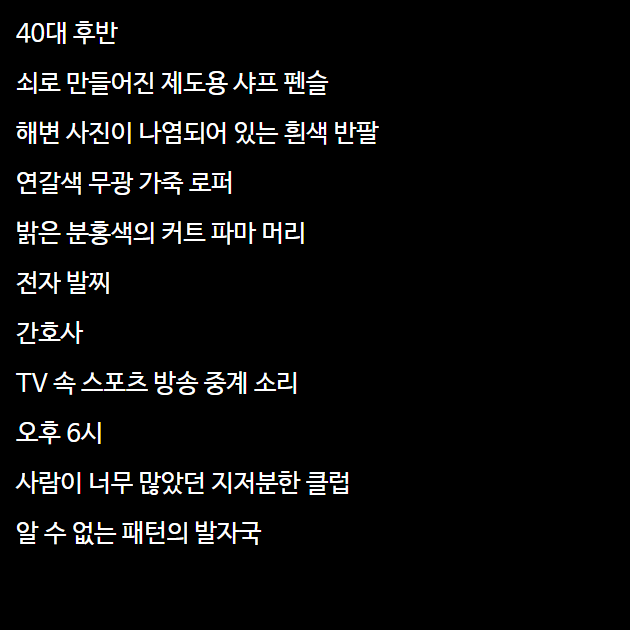 40대 후반
쇠로 만들어진 제도용 샤프 펜슬
해변 사진이 나염되어 있는 흰색 반팔
연갈색 무광 가죽 로퍼
밝은 분홍색의 커트 파마 머리
전자 발찌
간호사
TV 속 스포츠 방송 중계 소리
오후 6시
사람이 너무 많았던 지저분한 클럽
알 수 없는 패턴의 발자국